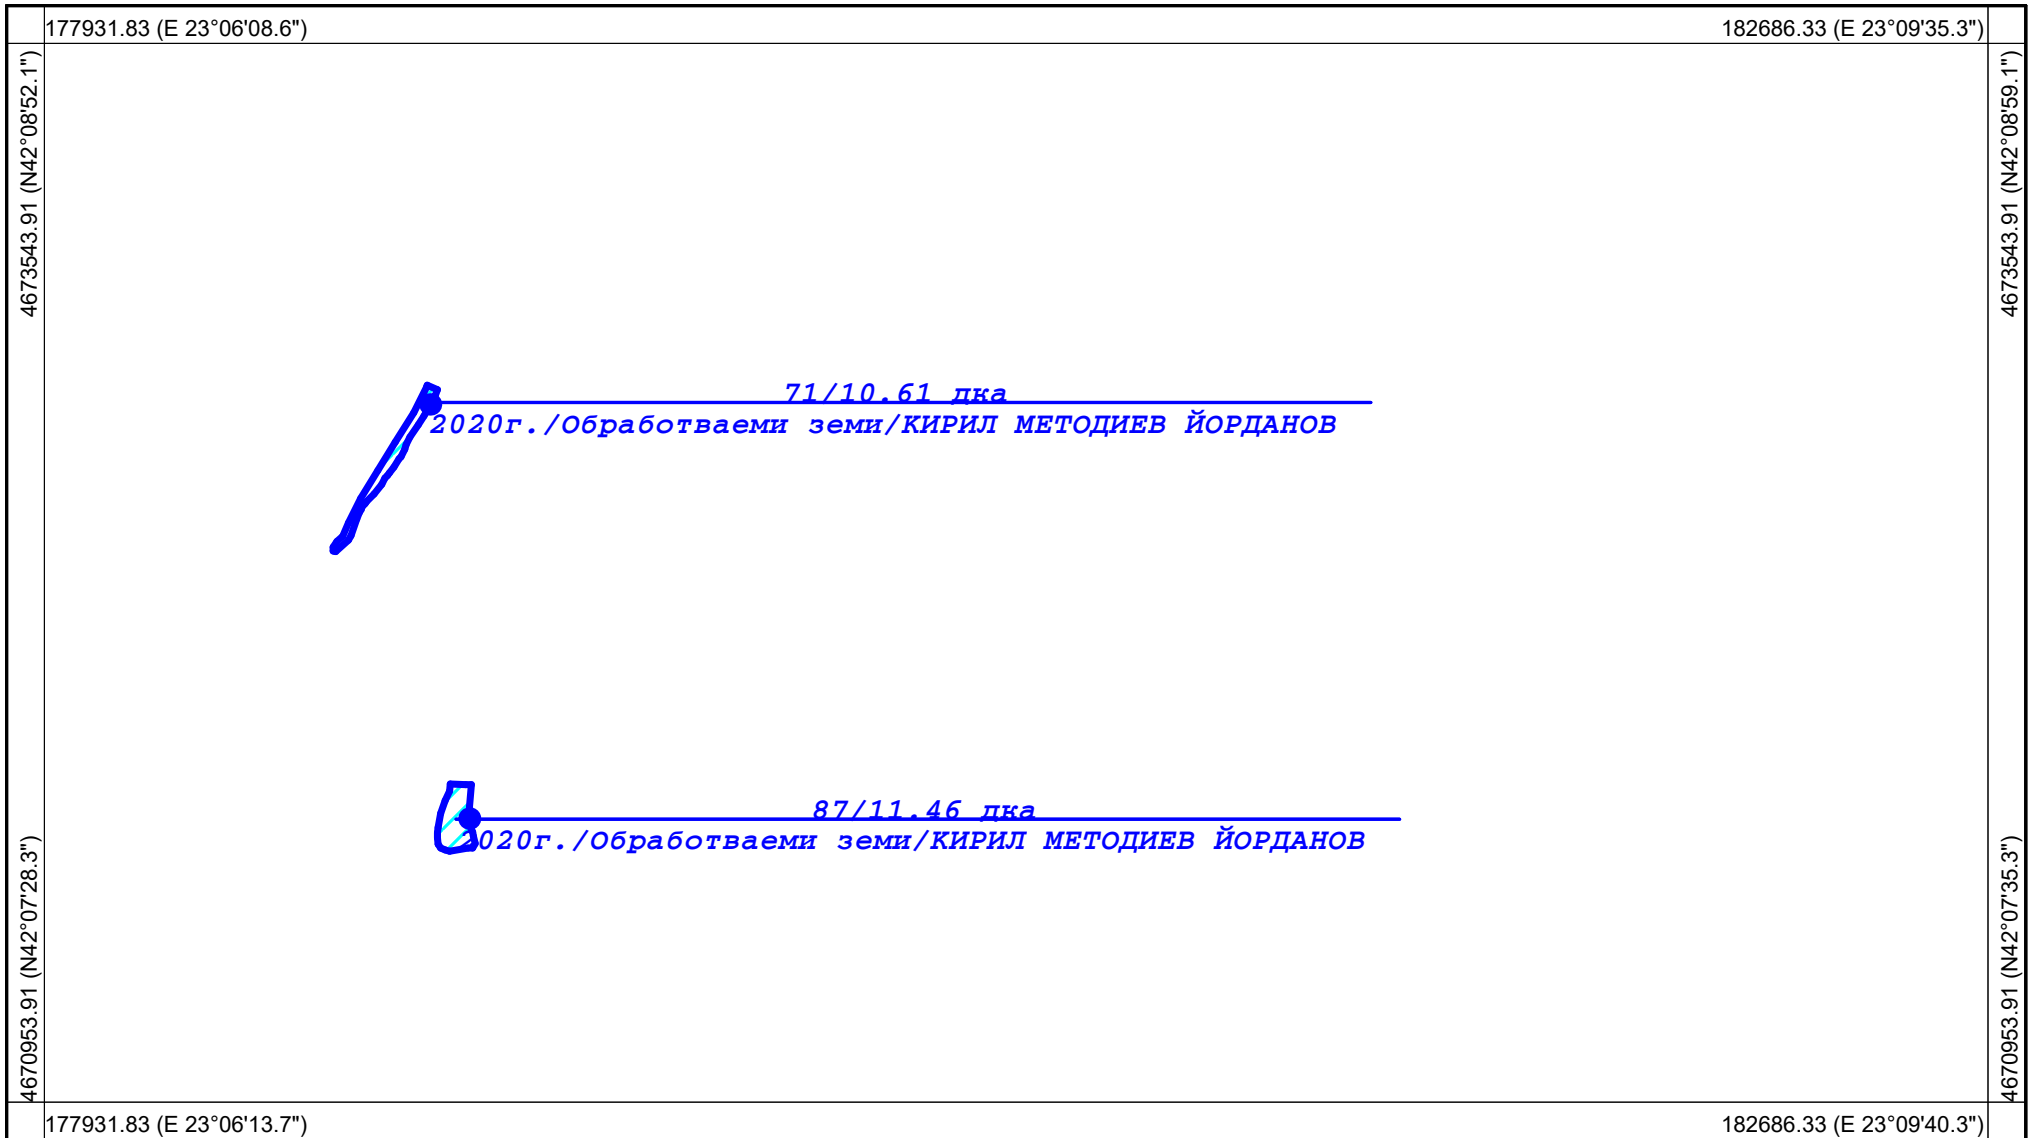 177931.83 (E 23°06'08.6")
182686.33 (E 23°09'35.3")
4673543.91 (N42°08'52.1")
4673543.91 (N42°08'59.1")
71/10.61 дка
2020г./Обработваеми земи/КИРИЛ МЕТОДИЕВ ЙОРДАНОВ
87/11.46 дка
2020г./Обработваеми земи/КИРИЛ МЕТОДИЕВ ЙОРДАНОВ
4670953.91 (N42°07'28.3")
4670953.91 (N42°07'35.3")
177931.83 (E 23°06'13.7")
182686.33 (E 23°09'40.3")